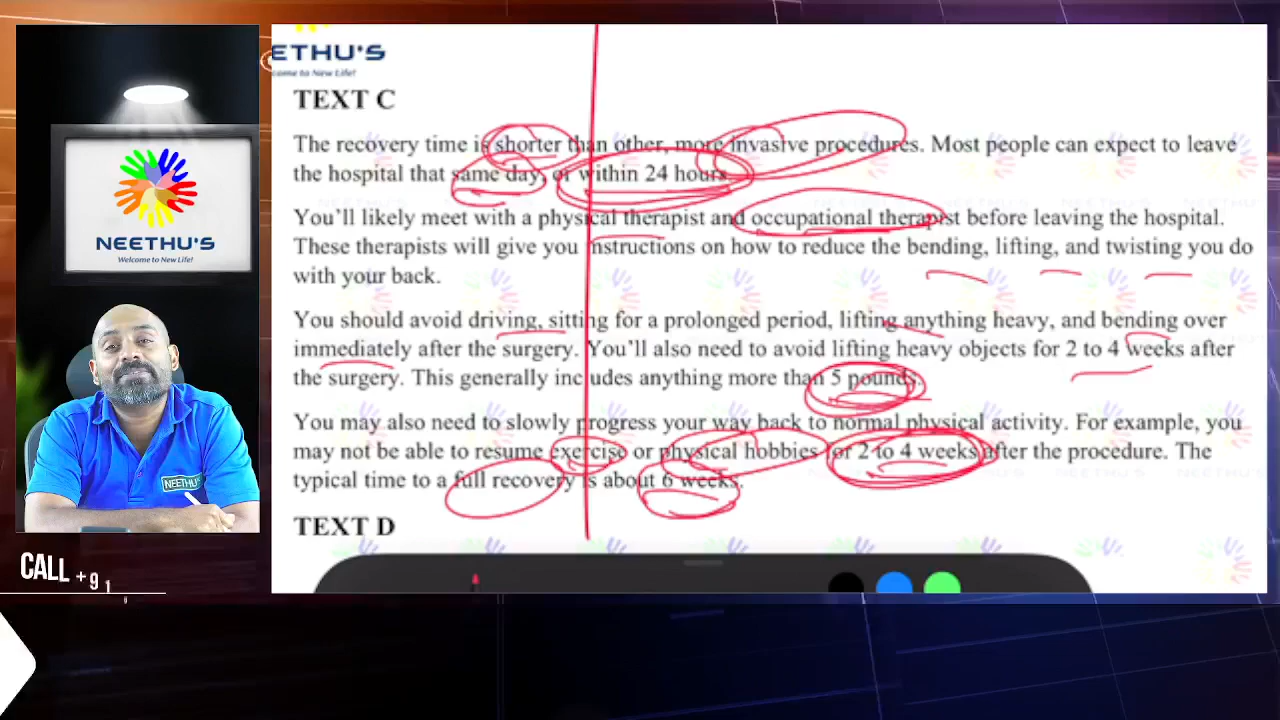 ETHU'S
come to New Life!
TEXT C
The recovery time is shorter than other, more invasive procedures. Most people can expect to leave
the hospital that same day, or within 24 hours.
You'll likely meet with a physical therapist and occupational therapist before leaving the hospital.
These therapists will give you instructions on how to reduce the bending, lifting, and twisting you do
with your back.
You should avoid driving, sitting for a prolonged period, lifting anything heavy, and bending over
immediately after the surgery. You'll also need to avoid lifting heavy objects for 2 to 4 weeks after
the surgery. This generally includes anything more than 5 pounds.
You may also need to slowly progress your way back to normal physical activity. For example, you
may not be able to resume exercise or physical hobbies for 2 to 4 weeks after the procedure. The
typical time to a full recovery is about 6 weeks.
TEXT D
NEETHU'S
Welcome to New Life!
NEETHU'S
CALL +91